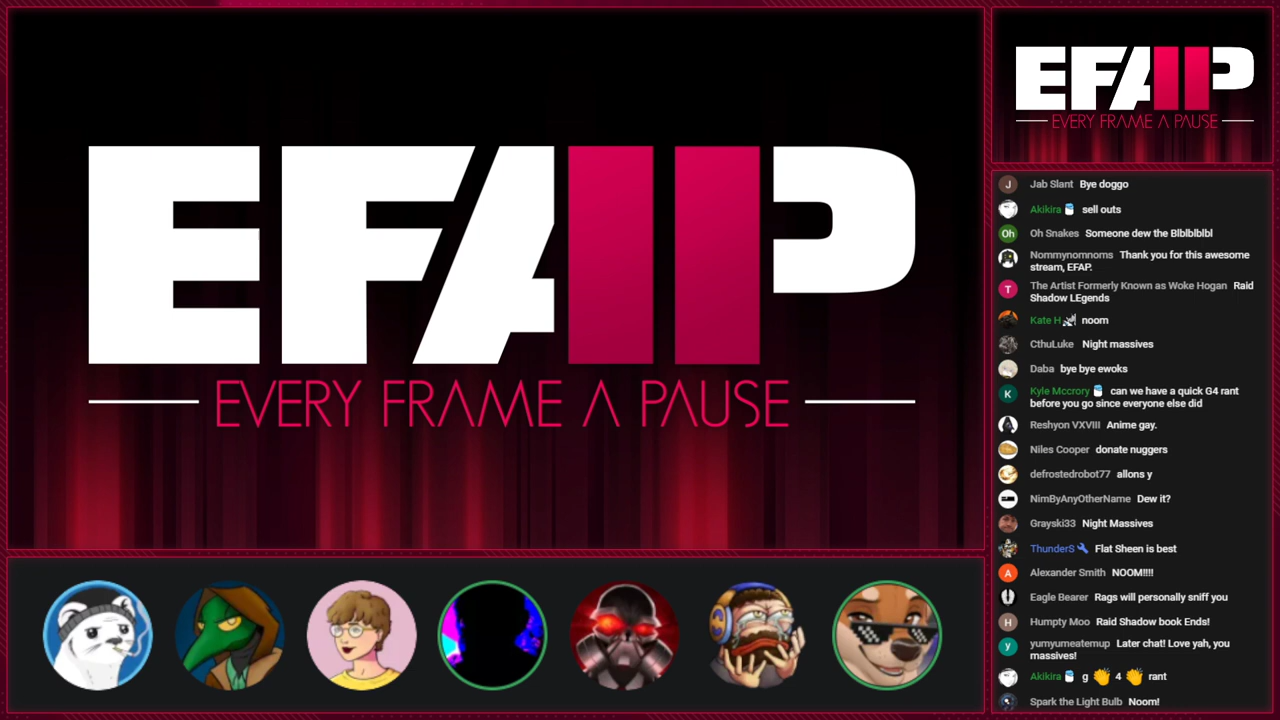 EFAP
EVERY FRAME A PAUSE
EFAP
EVERY FRAME A PAUSE
J Jab Slant Bye doggo
Akikira sell outs
Oh Oh Snakes Someone dew the Blblblblbl
Nommynomnoms Thank you for this awesome
stream, EFAP.
T The Artist Formerly Known as Woke Hogan Raid
Shadow LEgends
Kate H noom
CthuLuke Night massives
Daba bye bye ewoks
K Kyle Mccrory can we have a quick G4 rant
before you go since everyone else did
Reshyon VXVIII Anime gay.
Niles Cooper donate nuggers
defrostedrobot77 allons y
NimByAnyOtherName Dew it?
Grayski33 Night Massives
ThunderS Flat Sheen is best
A Alexander Smith NOOM!!!!
Eagle Bearer Rags will personally sniff you
H Humpty Moo Raid Shadow book Ends!
y yumyumeatemup Later chat! Love yah, you
massives!
Akikira g 👏 4 👏 rant
Spark the Light Bulb Noom!